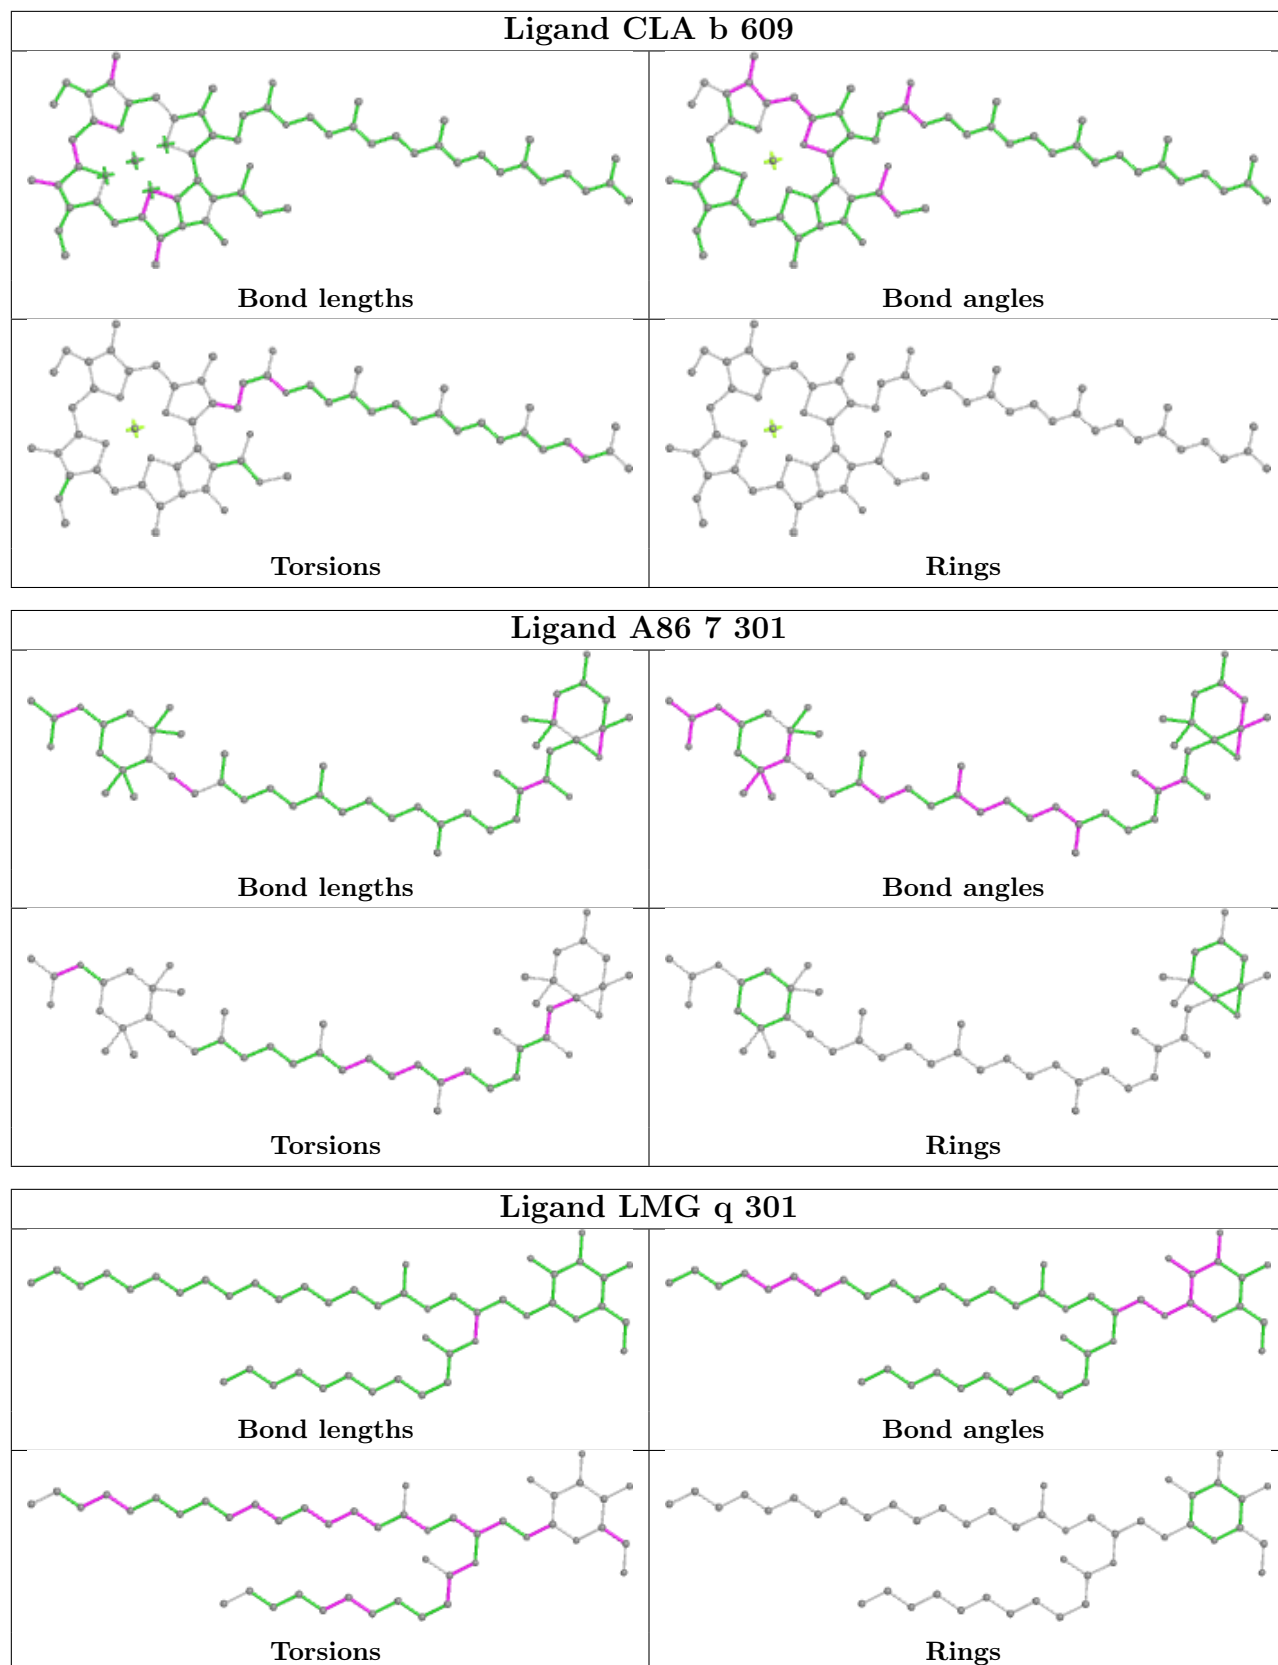 Ligand CLA b 609
Bond lengths
Bond angles
Torsions
Rings
Ligand A86 7 301
Bond lengths
Bond angles
Torsions
Rings
Ligand LMG q 301
Bond lengths
Bond angles
Torsions
Rings